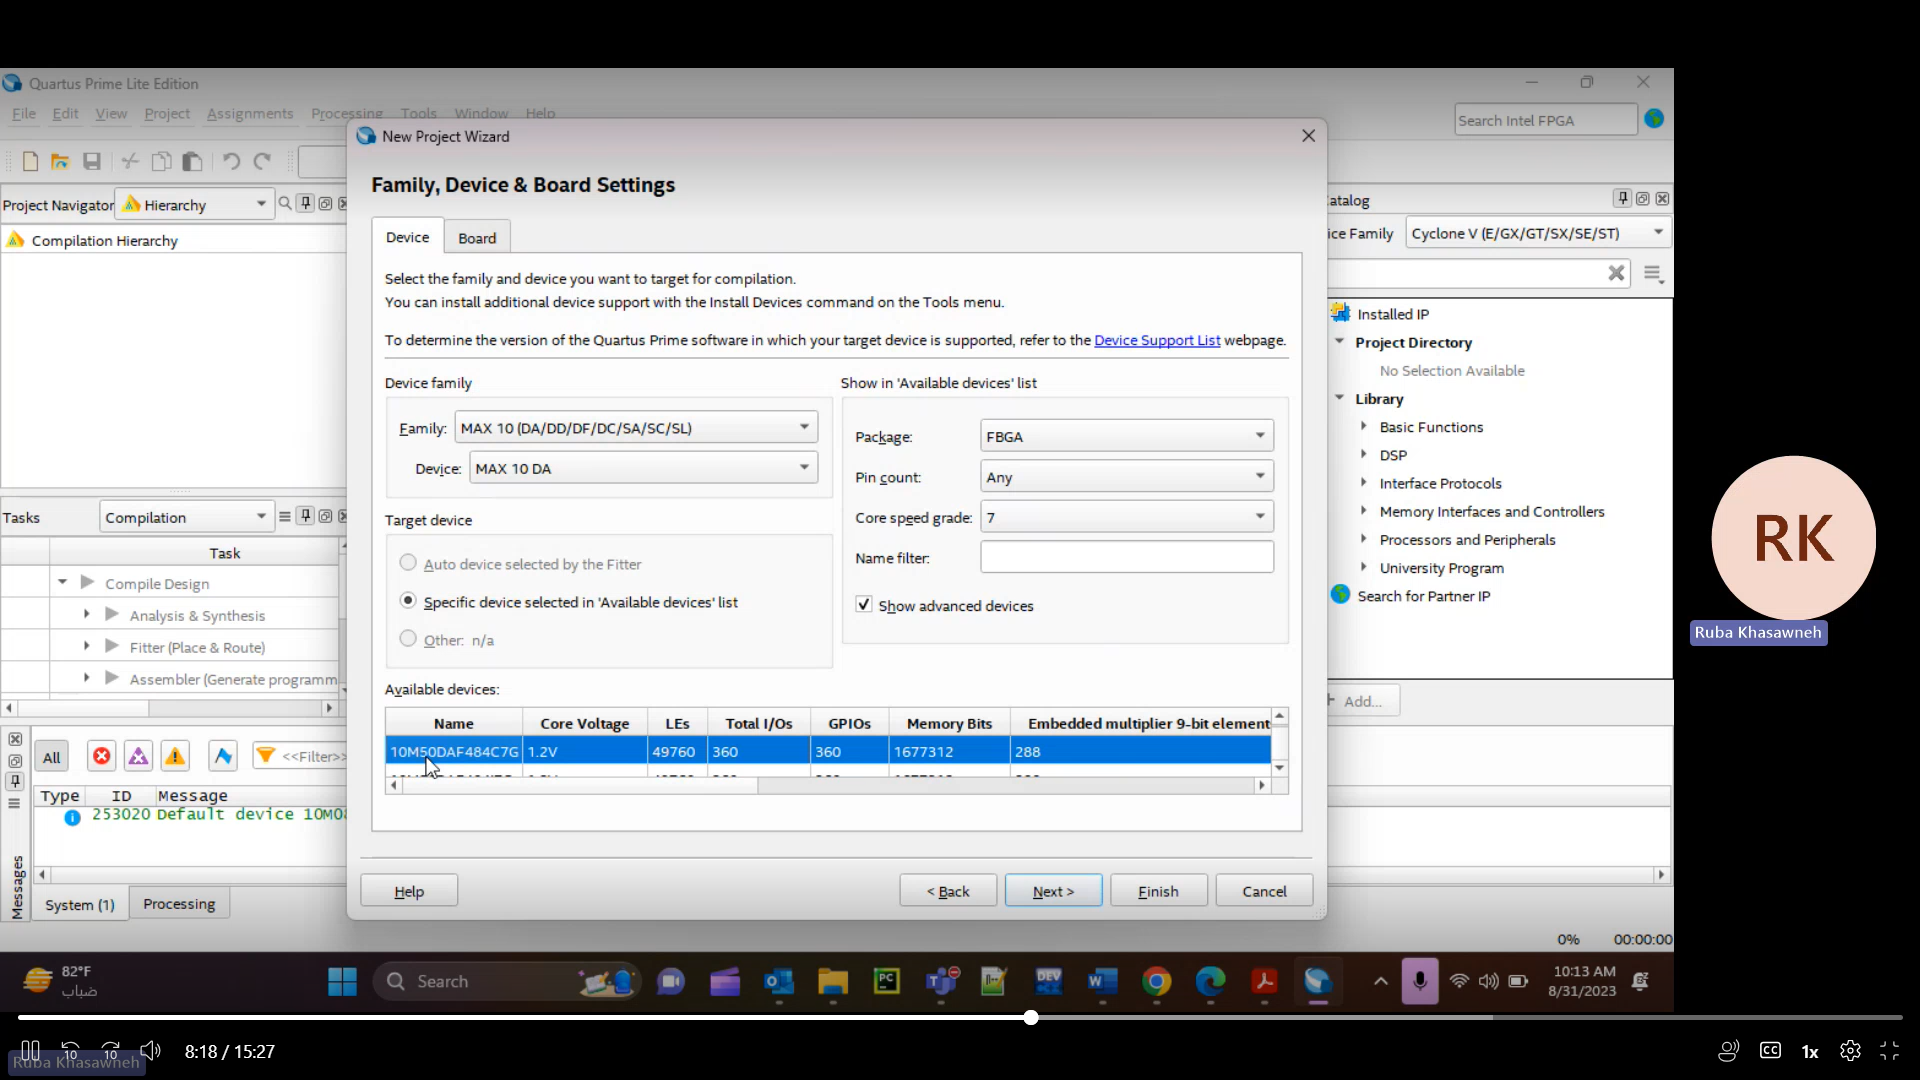 Quartus Prime Lite Edition
File Edit View Project Assignments Processing Tools Window Help
Search Intel FPGA
Project Navigator Hierarchy
Compilation Hierarchy
Tasks Compilation
Task
Compile Design
Analysis & Synthesis
Fitter (Place & Route)
Assembler (Generate programm
All <<Filter>>
Type ID Message
253020 Default device 10M08
Messages
System (1) Processing
New Project Wizard
Family, Device & Board Settings
Device Board
Select the family and device you want to target for compilation.
You can install additional device support with the Install Devices command on the Tools menu.
To determine the version of the Quartus Prime software in which your target device is supported, refer to the Device Support List webpage.
Device family
Family: MAX 10 (DA/DD/DF/DC/SA/SC/SL)
Device: MAX 10 DA
Target device
Auto device selected by the Fitter
Specific device selected in 'Available devices' list
Other: n/a
Show in 'Available devices' list
Package: FBGA
Pin count: Any
Core speed grade: 7
Name filter:
Show advanced devices
Available devices:
Name Core Voltage LEs Total I/Os GPIOs Memory Bits Embedded multiplier 9-bit element
10M50DAF484C7G 1.2V 49760 360 360 1677312 288
Help < Back Next > Finish Cancel
atalog
ice Family Cyclone V (E/GX/GT/SX/SE/ST)
Installed IP
Project Directory
No Selection Available
Library
Basic Functions
DSP
Interface Protocols
Memory Interfaces and Controllers
Processors and Peripherals
University Program
Search for Partner IP
+ Add...
0% 00:00:00
RK
Ruba Khasawneh
82°F
ضباب
Search
PC
DEV
10:13 AM
8/31/2023
10 10 8:18 / 15:27
Ruba Khasawneh
CC 1x